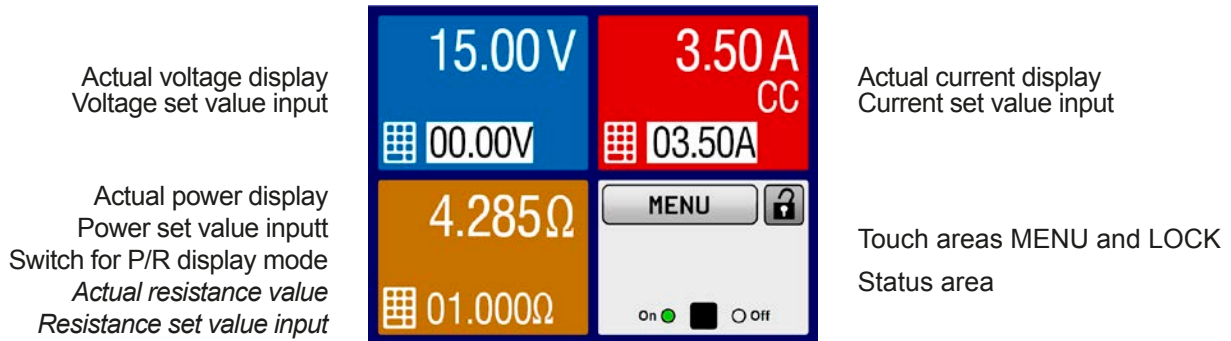 Actual voltage display
Voltage set value input
15.00 V
00.00V
3.50 A
CC
03.50A
Actual current display
Current set value input
Actual power display
Power set value inputt
Switch for P/R display mode
Actual resistance value
Resistance set value input
4.285Ω
01.000Ω
MENU
On Off
Touch areas MENU and LOCK
Status area